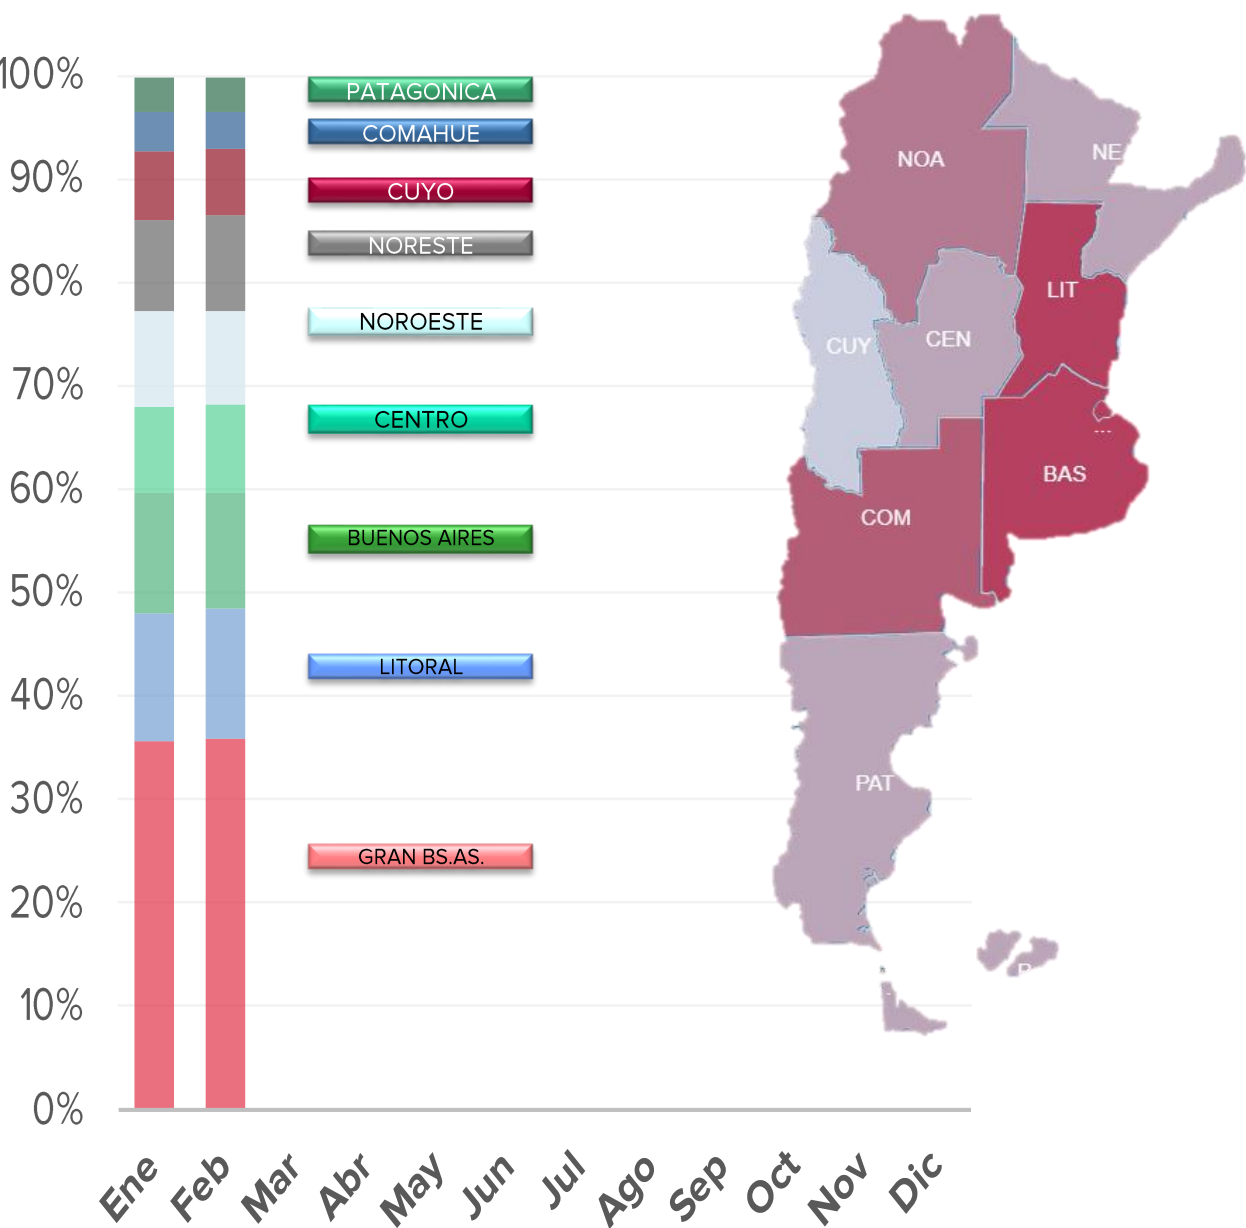 100%
90%
80%
70%
60%
50%
40%
30%
20%
10%
0%
PATAGONICA
COMAHUE
CUYO
NORESTE
NOROESTE
CENTRO
BUENOS AIRES
LITORAL
GRAN BS.AS.
NOA
NE
LIT
CUY
CEN
---
BAS
COM
PAT
Ene
Feb
Mar
Abr
May
Jun
Jul
Ago
Sep
Oct
Nov
Dic